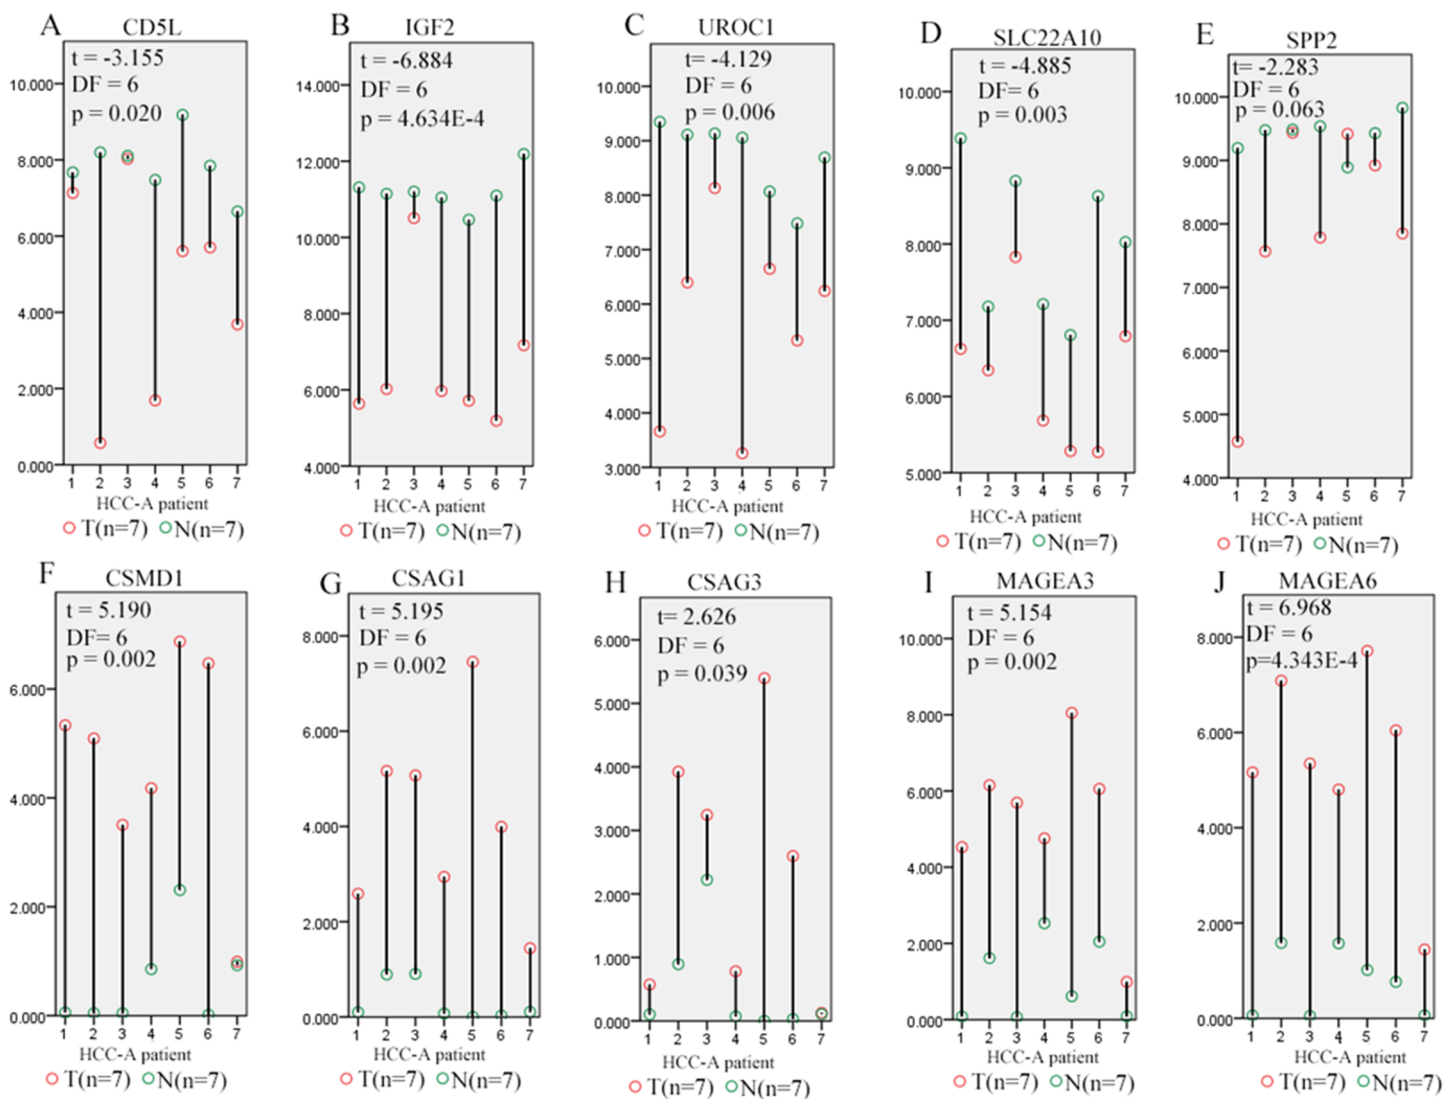 A CD5L
t = -3.155
DF = 6
p = 0.020
10.000
8.000
6.000
4.000
2.000
0.000
1 2 3 4 5 6 7
HCC-A patient
T(n=7) N(n=7)
B IGF2
t = -6.884
DF = 6
p = 4.634E-4
14.000
12.000
10.000
8.000
6.000
4.000
1 2 3 4 5 6 7
HCC-A patient
T(n=7) N(n=7)
C UROC1
t= -4.129
DF = 6
p = 0.006
10.000
9.000
8.000
7.000
6.000
5.000
4.000
3.000
1 2 3 4 5 6 7
HCC-A patient
T(n=7) N(n=7)
D SLC22A10
t = -4.885
DF= 6
p = 0.003
10.000
9.000
8.000
7.000
6.000
5.000
1 2 3 4 5 6 7
HCC-A patient
T(n=7) N(n=7)
E SPP2
t= -2.283
DF = 6
p = 0.063
10.000
9.000
8.000
7.000
6.000
5.000
4.000
1 2 3 4 5 6 7
HCC-A patient
T(n=7) N(n=7)
F CSMD1
t = 5.190
DF= 6
p = 0.002
6.000
4.000
2.000
0.000
1 2 3 4 5 6 7
HCC-A patient
T(n=7) N(n=7)
G CSAG1
t = 5.195
DF = 6
p = 0.002
8.000
6.000
4.000
2.000
0.000
1 2 3 4 5 6 7
HCC-A patient
T(n=7) N(n=7)
H CSAG3
t= 2.626
DF = 6
p = 0.039
6.000
5.000
4.000
3.000
2.000
1.000
0.000
1 2 3 4 5 6 7
HCC-A patient
T(n=7) N(n=7)
I MAGEA3
t = 5.154
DF = 6
p = 0.002
10.000
8.000
6.000
4.000
2.000
0.000
1 2 3 4 5 6 7
HCC-A patient
T(n=7) N(n=7)
J MAGEA6
t = 6.968
DF = 6
p=4.343E-4
8.000
6.000
4.000
2.000
0.000
1 2 3 4 5 6 7
HCC-A patient
T(n=7) N(n=7)